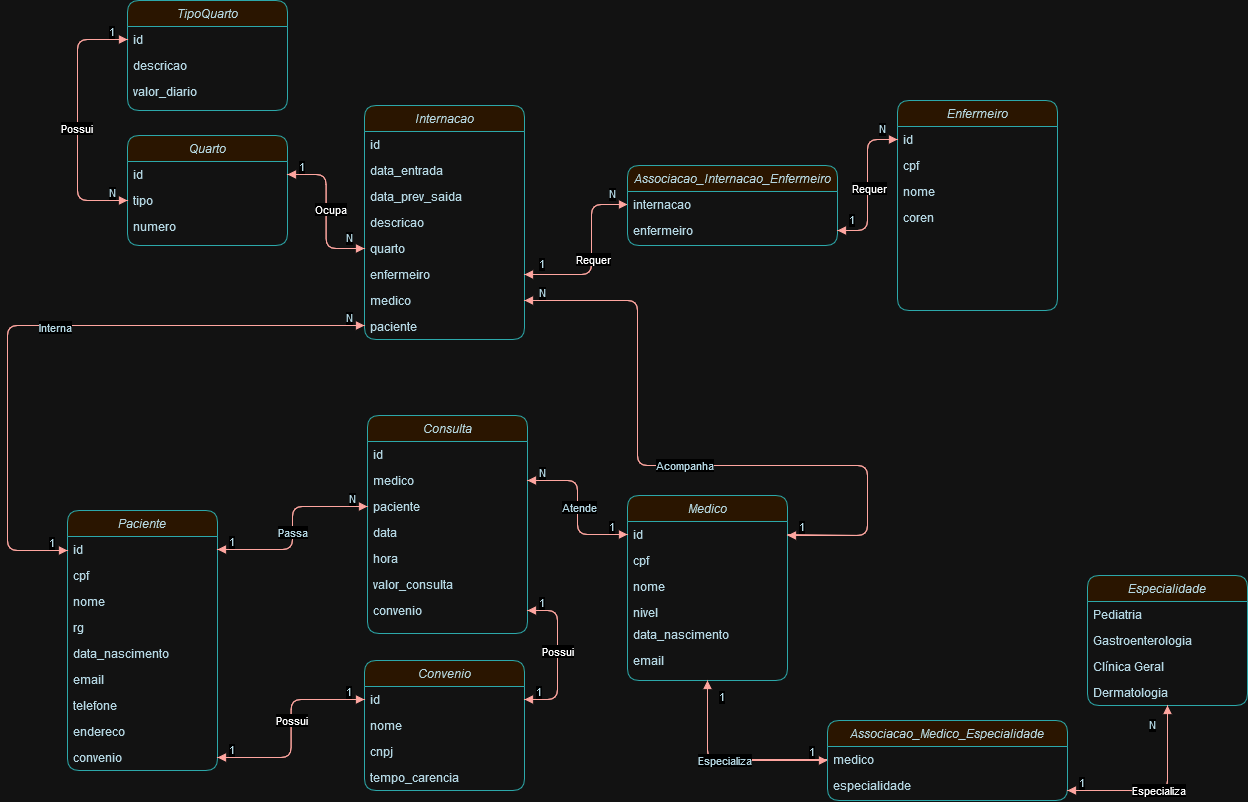 TipoQuarto
id
descricao
valor_diario
1
Possui
N
Quarto
id
tipo
numero
1
Ocupa
N
Internacao
id
data_entrada
data_prev_saida
descricao
quarto
enfermeiro
medico
paciente
1
Requer
N
Associacao_Internacao_Enfermeiro
internacao
enfermeiro
1
Requer
N
Enfermeiro
id
cpf
nome
coren
N
Interna
1
N
Acompanha
1
Consulta
id
medico
paciente
data
hora
valor_consulta
convenio
N
Atende
1
Medico
id
cpf
nome
nivel
data_nascimento
email
N
Passa
1
Paciente
id
cpf
nome
rg
data_nascimento
email
telefone
endereco
convenio
1
Possui
1
Convenio
id
nome
cnpj
tempo_carencia
1
Possui
1
1
Especializa
1
Associacao_Medico_Especialidade
medico
especialidade
1
Especializa
N
Especialidade
Pediatria
Gastroenterologia
Clínica Geral
Dermatologia